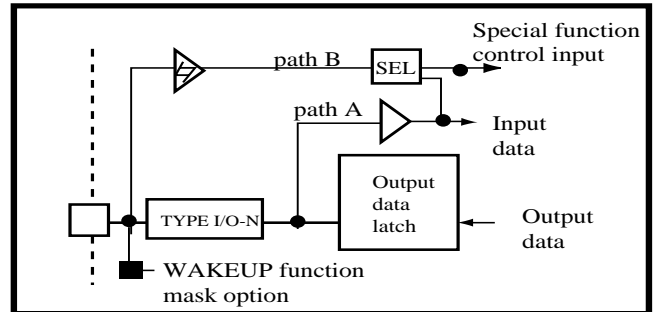 Special function
control input
path B
SEL
path A
Input
data
TYPE I/O-N
Output
data
latch
Output
data
WAKEUP function
mask option